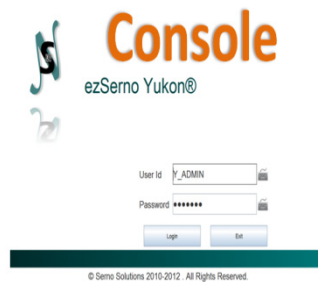 Console
ezSerno Yukon®
User Id Y_ADMIN
Password •••••••
Login Exit
© Serno Solutions 2010-2012 . All Rights Reserved.